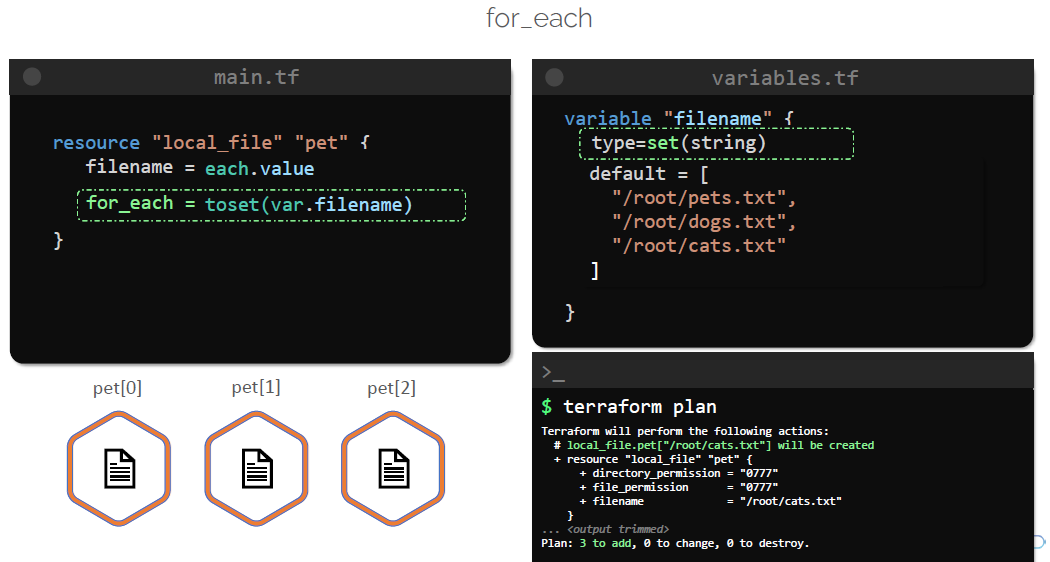 for_each
main.tf
resource "local_file" "pet" {
filename = each.value
for_each = toset(var.filename)
}
variables.tf
variable "filename" {
type=set(string)
default = [
"/root/pets.txt",
"/root/dogs.txt",
"/root/cats.txt"
]
}
pet[0]
pet[1]
pet[2]
>_
$ terraform plan
Terraform will perform the following actions:
# local_file.pet["/root/cats.txt"] will be created
+ resource "local_file" "pet" {
+ directory_permission = "0777"
+ file_permission = "0777"
+ filename = "/root/cats.txt"
}
... <output trimmed>
Plan: 3 to add, 0 to change, 0 to destroy.